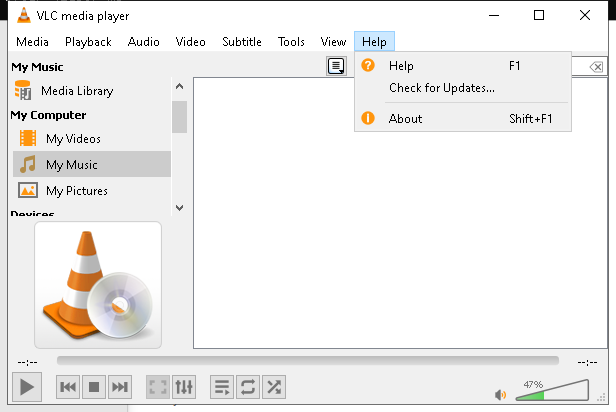 VLC media player
Media Playback Audio Video Subtitle Tools View Help
My Music
Media Library
My Computer
My Videos
My Music
My Pictures
Devices
Help F1
Check for Updates...
About Shift+F1
--:-- --:--
47%